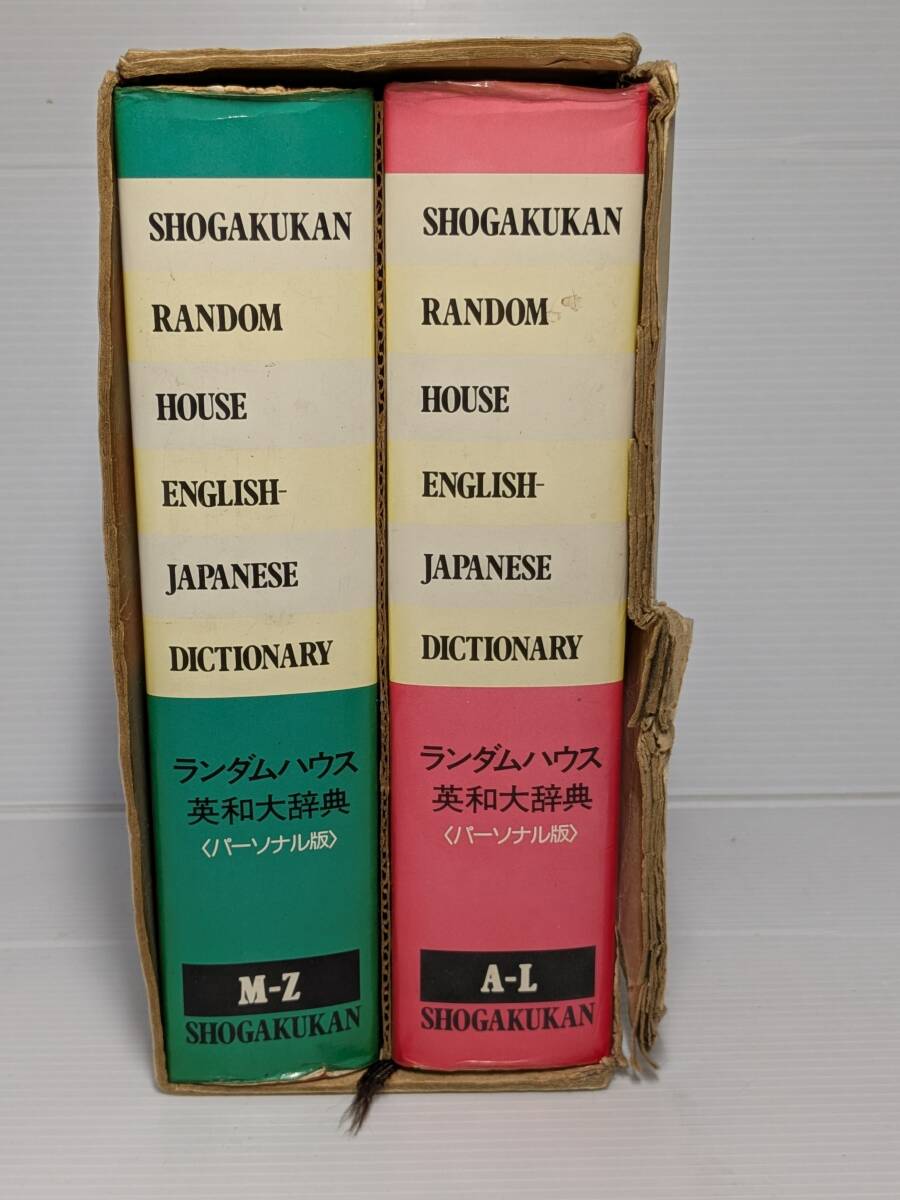 SHOGAKUKAN
RANDOM
HOUSE
ENGLISH-
JAPANESE
DICTIONARY
ランダムハウス
英和大辞典
〈パーソナル版〉
M-Z
SHOGAKUKAN
SHOGAKUKAN
RANDOM
HOUSE
ENGLISH-
JAPANESE
DICTIONARY
ランダムハウス
英和大辞典
〈パーソナル版〉
A-L
SHOGAKUKAN